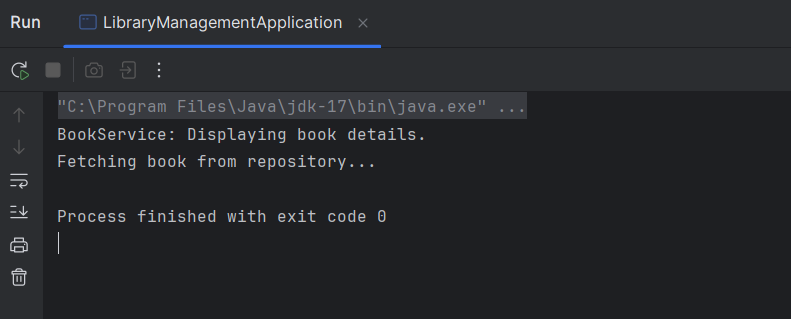 Run LibraryManagementApplication
"C:\Program Files\Java\jdk-17\bin\java.exe" ...
BookService: Displaying book details.
Fetching book from repository...
Process finished with exit code 0